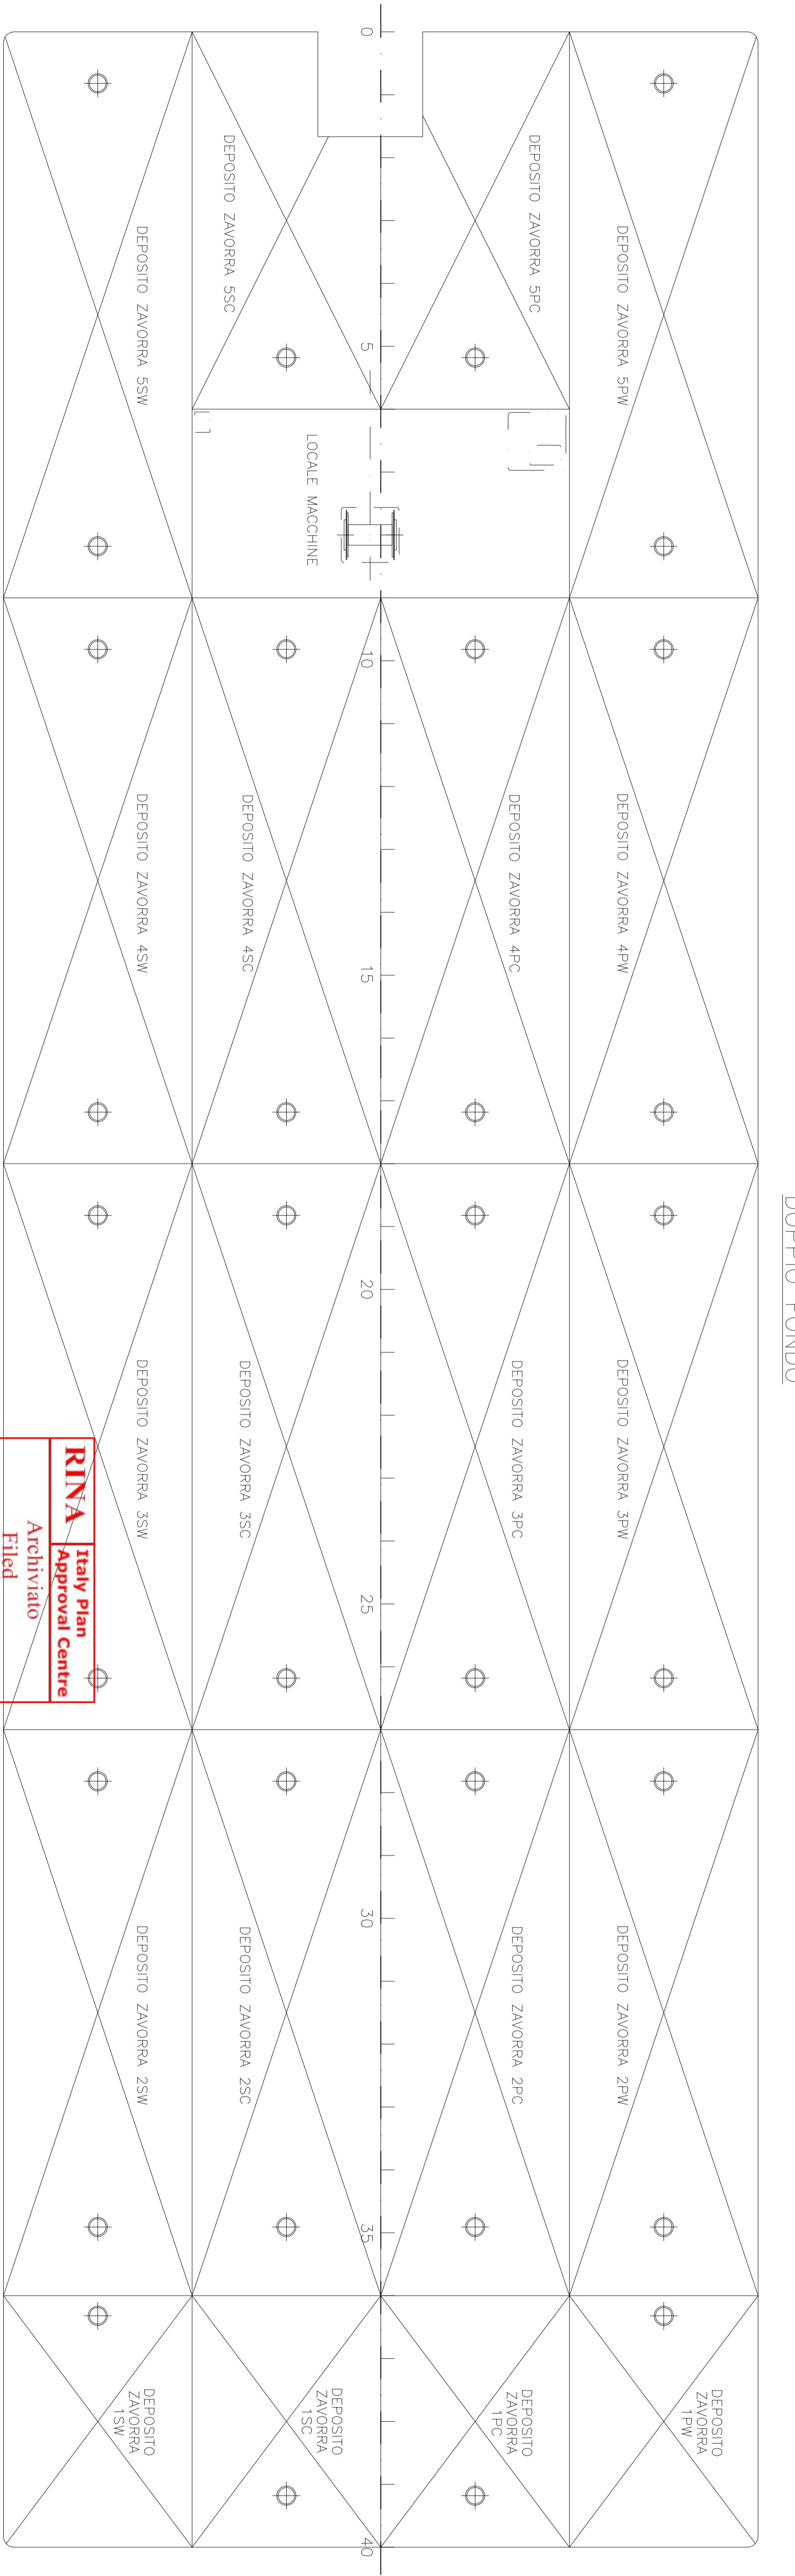 DOPPIO FONDO
DEPOSITO ZAVORRA 5PW
DEPOSITO ZAVORRA 4PW
DEPOSITO ZAVORRA 3PW
DEPOSITO ZAVORRA 2PW
DEPOSITO
ZAVORRA
1PW
DEPOSITO ZAVORRA 5PC
DEPOSITO ZAVORRA 4PC
DEPOSITO ZAVORRA 3PC
DEPOSITO ZAVORRA 2PC
DEPOSITO
ZAVORRA
1PC
0 5 10 15 20 25 30 35 40
LOCALE MACCHINE
DEPOSITO ZAVORRA 5SC
DEPOSITO ZAVORRA 4SC
DEPOSITO ZAVORRA 3SC
DEPOSITO ZAVORRA 2SC
DEPOSITO
ZAVORRA
1SC
DEPOSITO ZAVORRA 5SW
DEPOSITO ZAVORRA 4SW
DEPOSITO ZAVORRA 3SW
DEPOSITO ZAVORRA 2SW
DEPOSITO
ZAVORRA
1SW
RINA
Italy Plan
Approval Centre
Archiviato
Filed